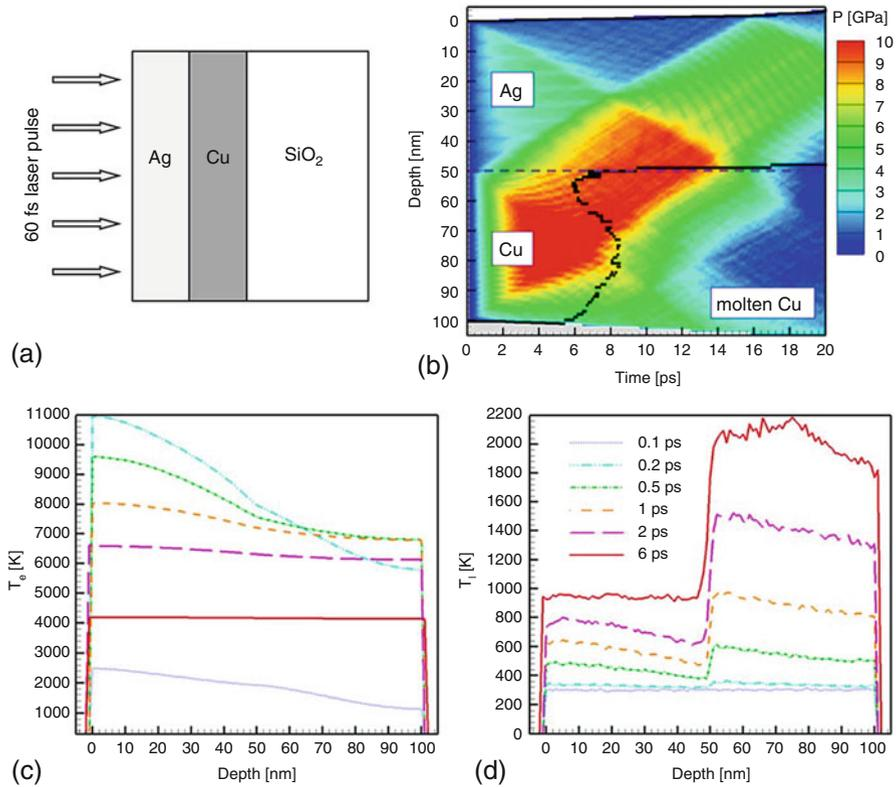 60 fs laser pulse
Ag
Cu
SiO2
(a)
P [GPa]
10
9
8
7
6
5
4
3
2
1
0
Depth [nm]
0
10
20
30
40
50
60
70
80
90
100
Ag
Cu
molten Cu
0 2 4 6 8 10 12 14 16 18 20
Time [ps]
(b)
Te [K]
11000
10000
9000
8000
7000
6000
5000
4000
3000
2000
1000
0 10 20 30 40 50 60 70 80 90 100
Depth [nm]
(c)
Tl [K]
2200
2000
1800
1600
1400
1200
1000
800
600
400
200
0
0.1 ps
0.2 ps
0.5 ps
1 ps
2 ps
6 ps
0 10 20 30 40 50 60 70 80 90 100
Depth [nm]
(d)